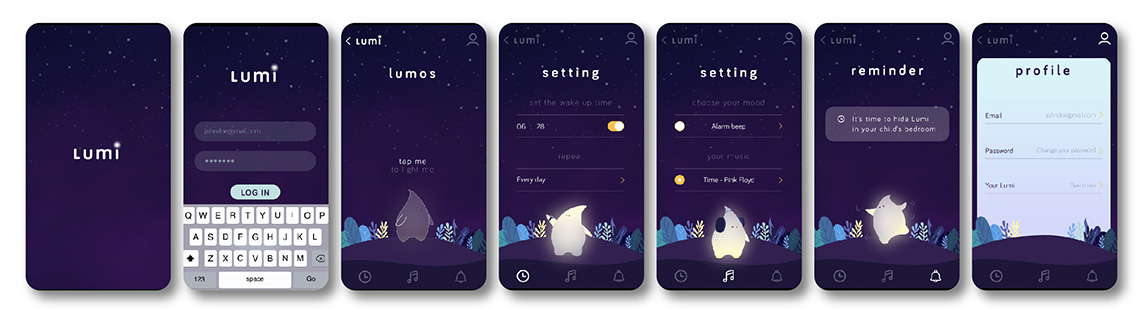 Lumi
Lumi
johndoe@mail.com
LOG IN
Q W E R T Y U I O P
A S D F G H J K L
Z X C V B N M
123 space Go
Lumi
lumos
tap me
to light me
Lumi
setting
set the wake up time
06 : 28
repea
Every day
Lumi
setting
choose your mood
Alarm beep
your music
Time - Pink Floyd
Lumi
reminder
It's time to hide Lumi
in your child's bedroom
Lumi
profile
Email johndoe@mail.com
Password Change your password
Your Lumi See more